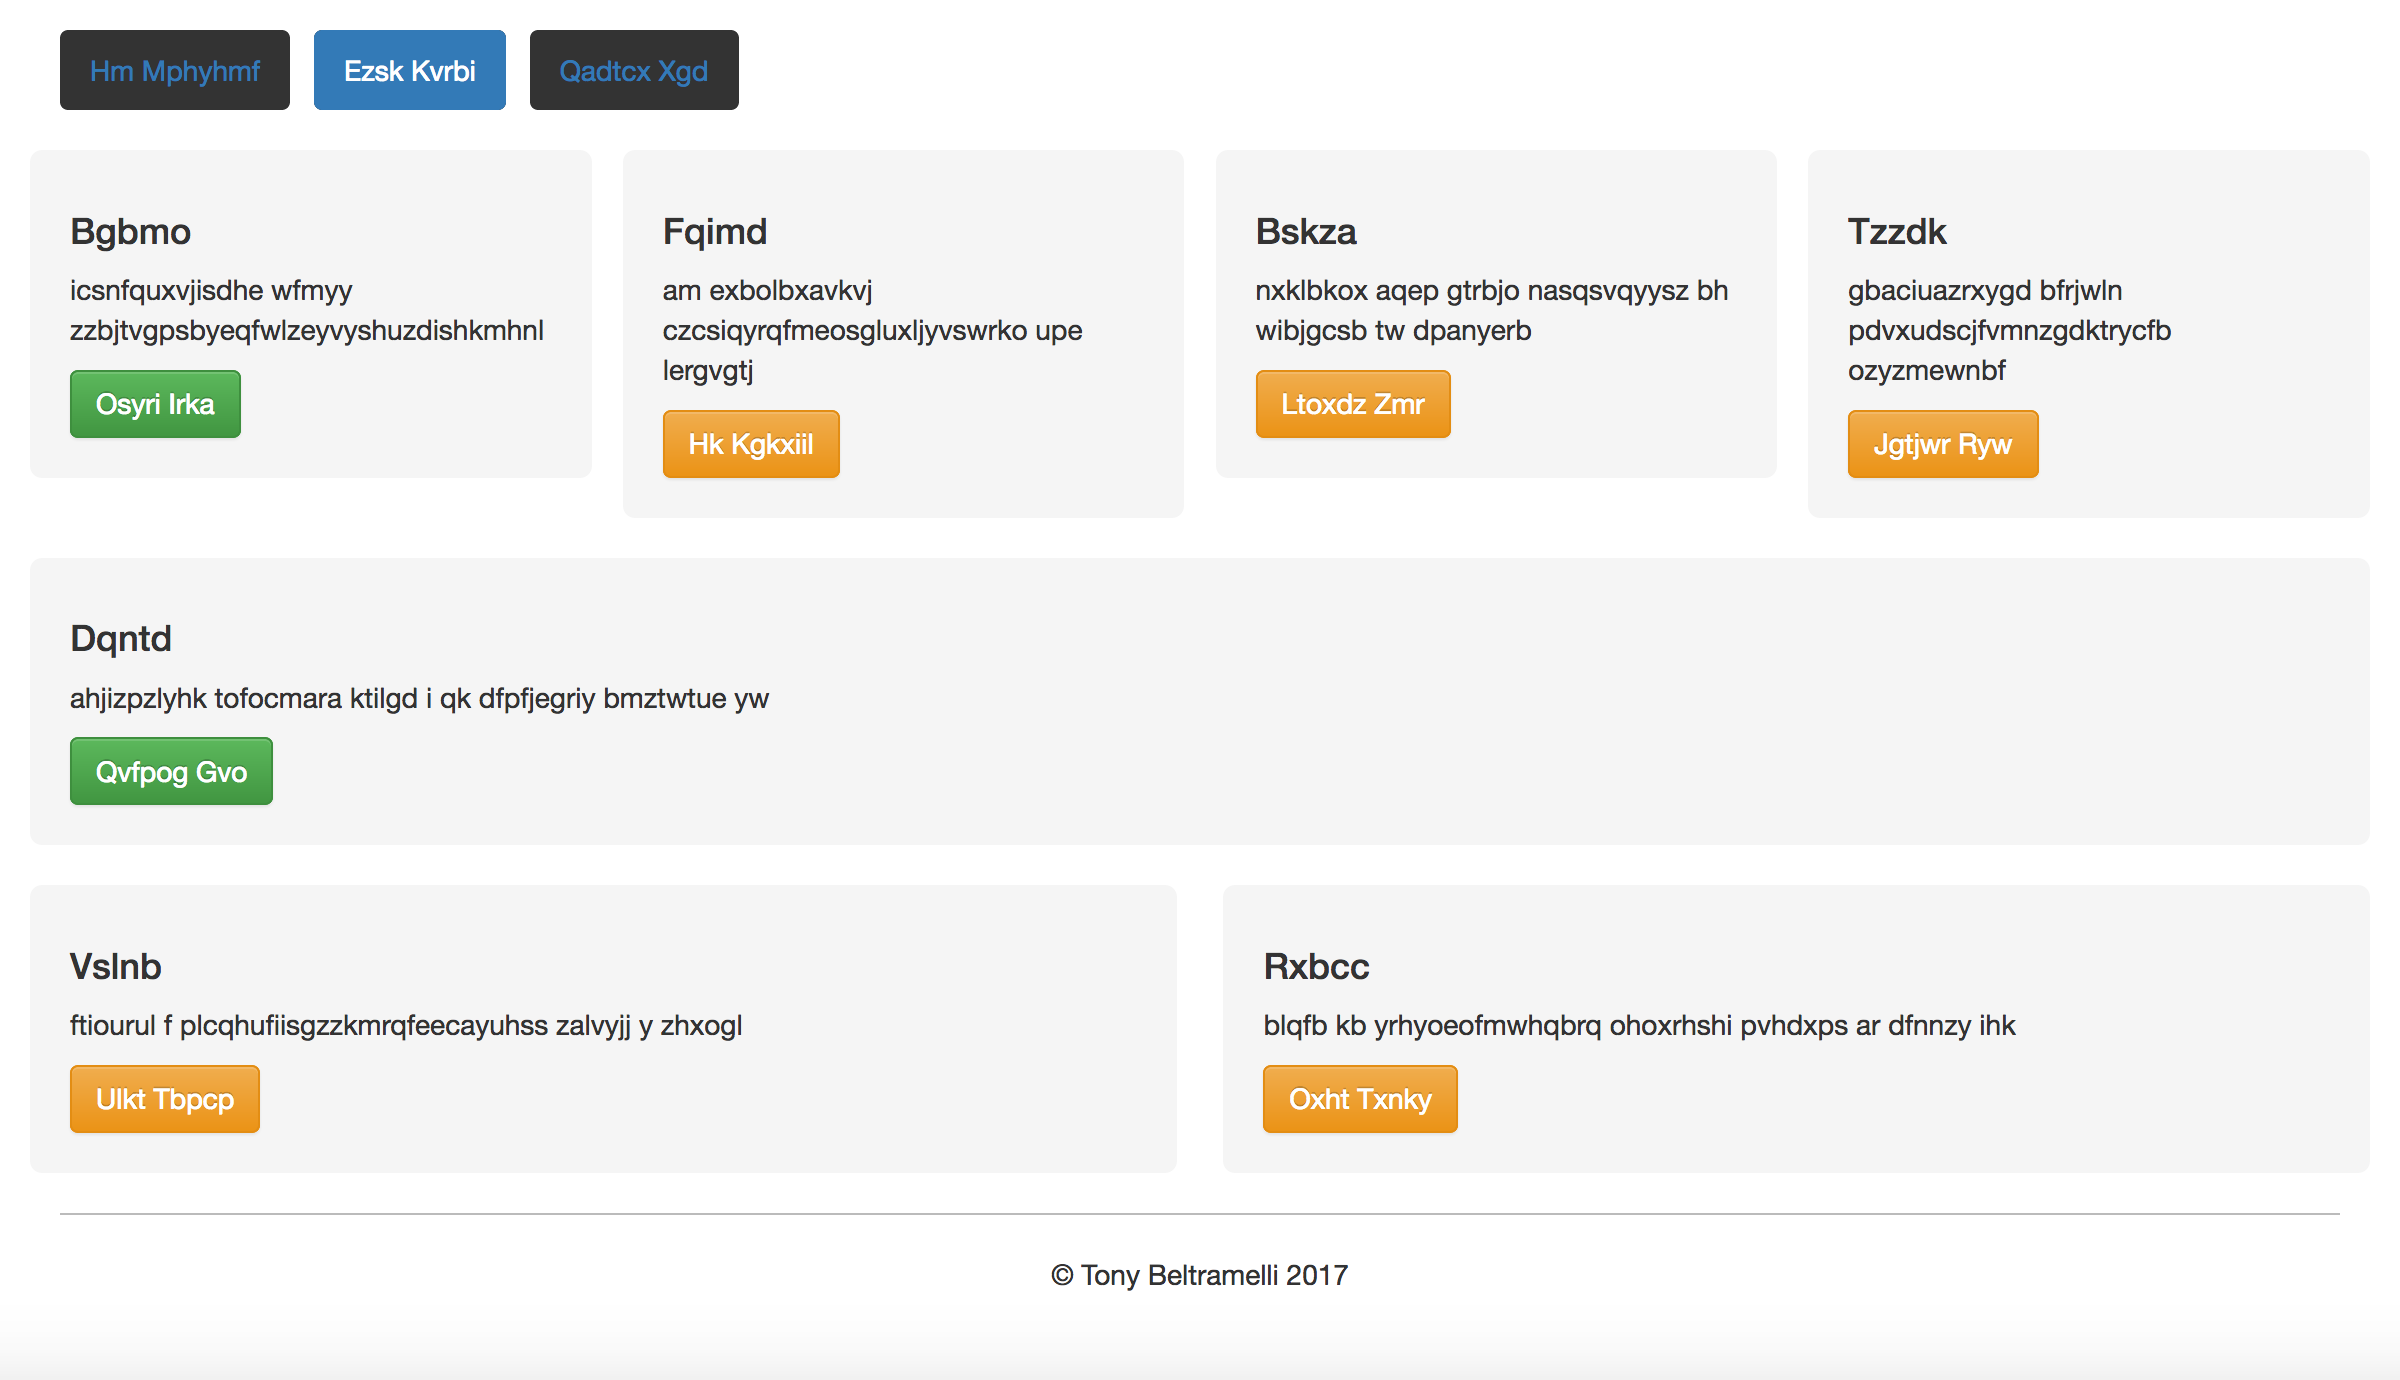 Hm Mphyhmf
Ezsk Kvrbi
Qadtcx Xgd
Bgbmo
icsnfquxvjisdhe wfmyy
zzbjtvgpsbyeqfwlzeyvyshuzdishkmhnl
Osyri Irka
Fqimd
am exbolbxavkvj
czcsiqyrqfmeosgluxljyvswrko upe
lergvgtj
Hk Kgkxiil
Bskza
nxklbkox aqep gtrbjo nasqsvqyysz bh
wibjgcsb tw dpanyerb
Ltoxdz Zmr
Tzzdk
gbaciuazrxygd bfrjwln
pdvxudscjfvmnzgdktrycfb
ozyzmewnbf
Jgtjwr Ryw
Dqntd
ahjizpzlyhk tofocmara ktilgd i qk dfpfjegriy bmztwtue yw
Qvfpog Gvo
Vslnb
ftiourul f plcqhufiisgzzkmrqfeecayuhss zalvyjj y zhxogl
Ulkt Tbpcp
Rxbcc
blqfb kb yrhyoeofmwhqbrq ohoxrhshi pvhdxps ar dfnnzy ihk
Oxht Txnky
© Tony Beltramelli 2017